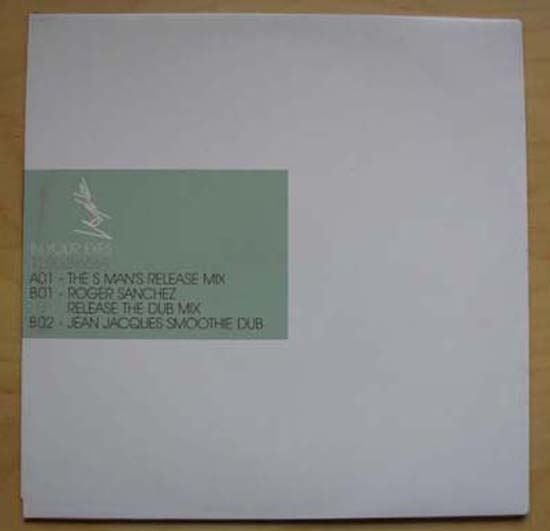 Kylie
IN YOUR EYES
A01 - THE S MAN'S RELEASE MIX
B01 - ROGER SANCHEZ
RELEASE THE DUB MIX
B02 - JEAN JACQUES SMOOTHIE DUB